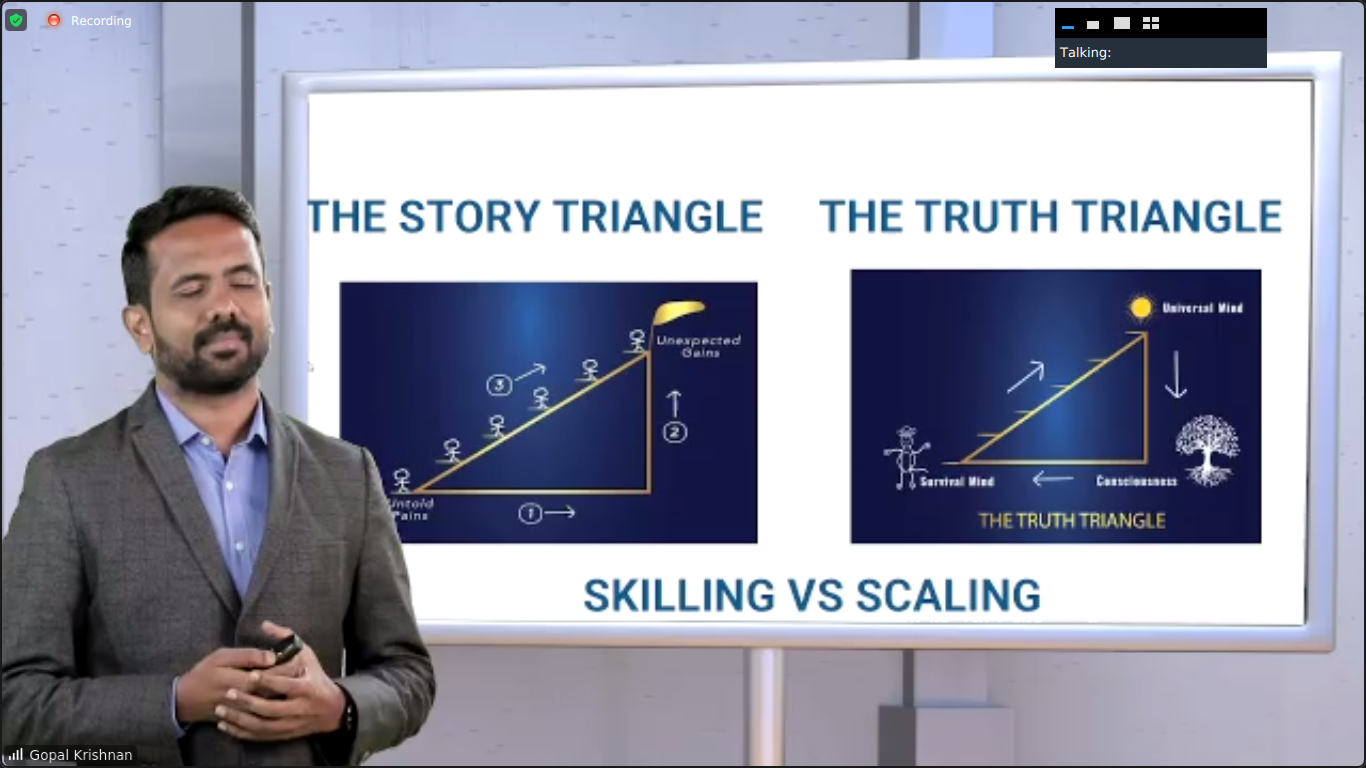 Recording
Talking:
THE STORY TRIANGLE
THE TRUTH TRIANGLE
Unexpected
Gains
3
2
Untold
Pains
1
Universal Mind
Survival Mind
Consciousness
THE TRUTH TRIANGLE
SKILLING VS SCALING
Gopal Krishnan